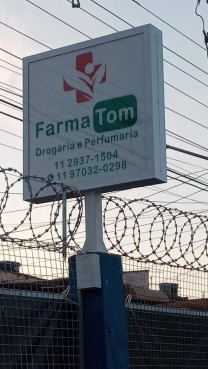 Farma Tom
Drogaria e Perfumaria
11 2937-1504
11 97032-0298